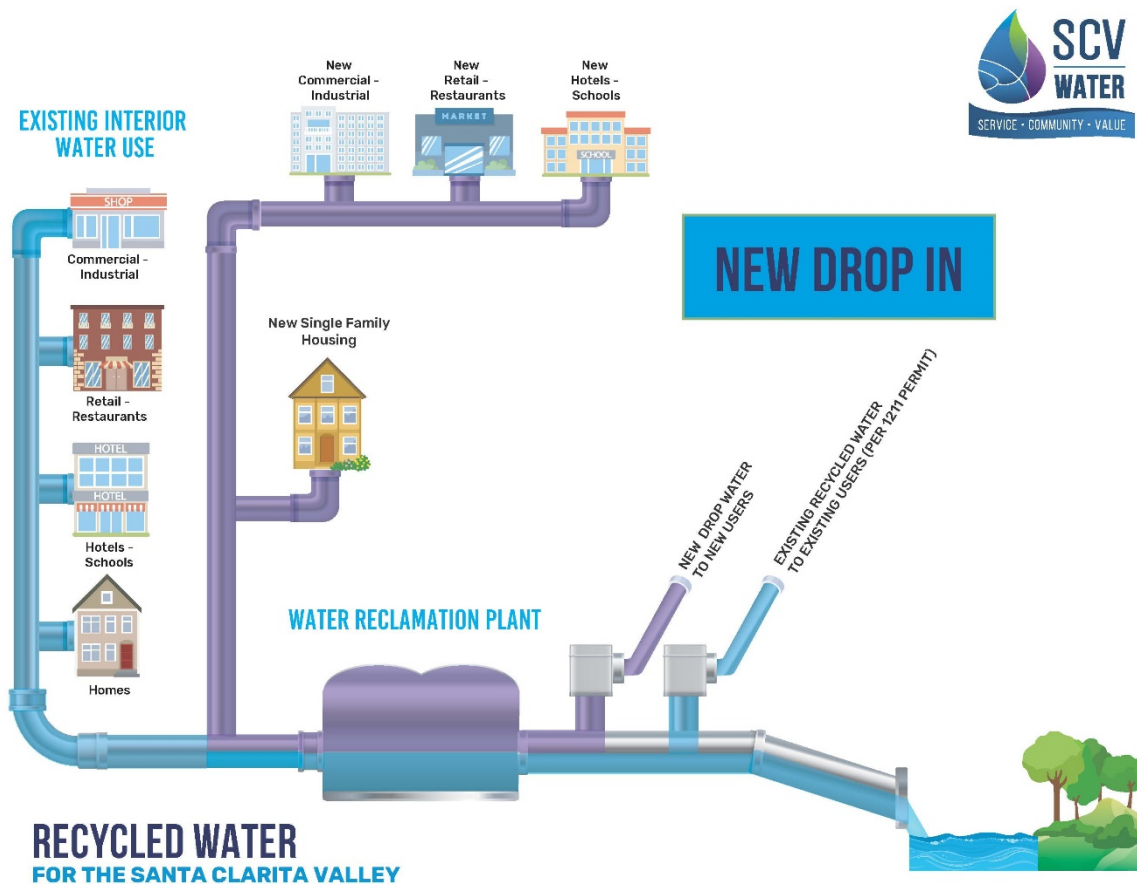 SCV
WATER
SERVICE • COMMUNITY • VALUE
New
Commercial -
Industrial
New
Retail -
Restaurants
New
Hotels -
Schools
MARKET
SCHOOL
EXISTING INTERIOR
WATER USE
SHOP
Commercial -
Industrial
Retail -
Restaurants
HOTEL
HOTEL
Hotels -
Schools
Homes
New Single Family
Housing
NEW DROP IN
NEW DROP WATER
TO NEW USERS
EXISTING RECYCLED WATER
TO EXISTING USERS (PER 1211 PERMIT)
WATER RECLAMATION PLANT
RECYCLED WATER
FOR THE SANTA CLARITA VALLEY